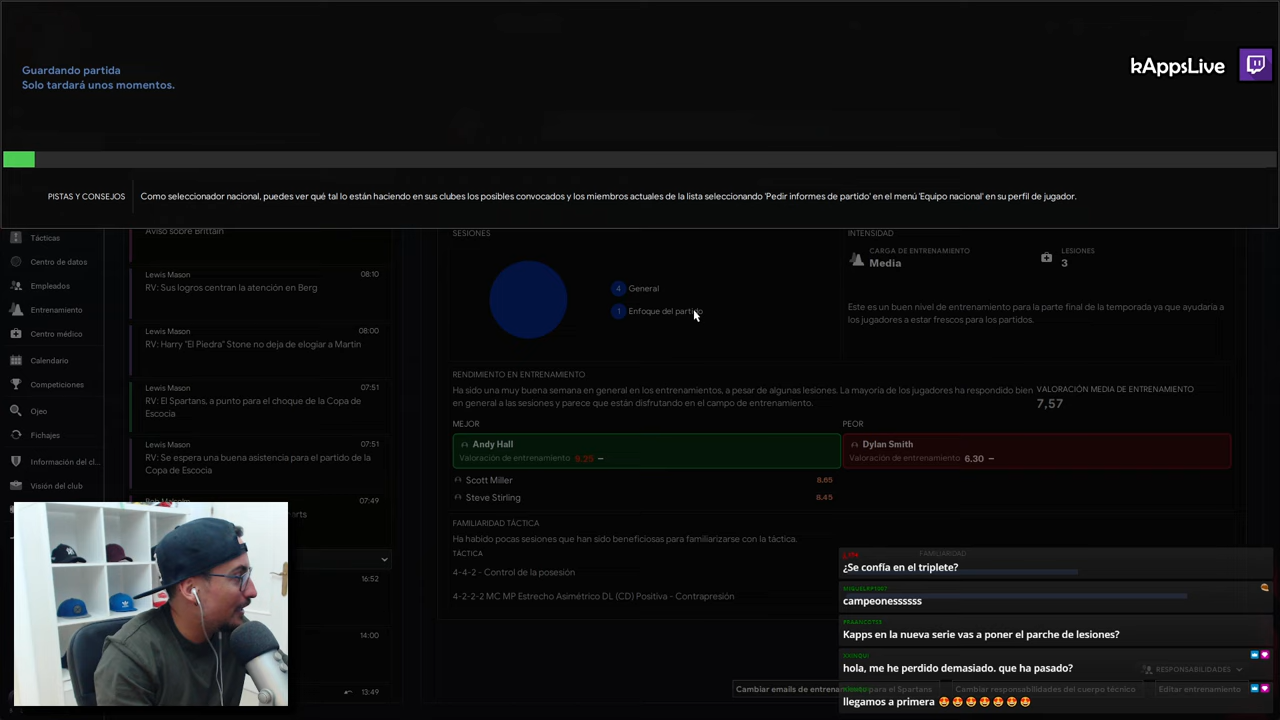 Guardando partida
Solo tardará unos momentos.
kAppsLive
PISTAS Y CONSEJOS
Como seleccionador nacional, puedes ver qué tal lo están haciendo en sus clubes los posibles convocados y los miembros actuales de la lista seleccionando 'Pedir informes de partido' en el menú 'Equipo nacional' en su perfil de jugador.
Tácticas
Centro de datos
Empleados
Entrenamiento
Centro médico
Calendario
Competiciones
Ojeo
Fichajes
Información del cl...
Visión del club
Aviso sobre Brittain
Lewis Mason 08:10
RV: Sus logros centran la atención en Berg
Lewis Mason 08:00
RV: Harry "El Piedra" Stone no deja de elogiar a Martin
Lewis Mason 07:51
RV: El Spartans, a punto para el choque de la Copa de
Escocia
Lewis Mason 07:51
RV: Se espera una buena asistencia para el partido de la
Copa de Escocia
07:49
16:52
14:00
13:49
SESIONES
4 General
1 Enfoque del partido
INTENSIDAD
CARGA DE ENTRENAMIENTO
Media
LESIONES
3
Este es un buen nivel de entrenamiento para la parte final de la temporada ya que ayudaría a
los jugadores a estar frescos para los partidos.
RENDIMIENTO EN ENTRENAMIENTO
Ha sido una muy buena semana en general en los entrenamientos, a pesar de algunas lesiones. La mayoría de los jugadores ha respondido bien
en general a las sesiones y parece que están disfrutando en el campo de entrenamiento.
VALORACIÓN MEDIA DE ENTRENAMIENTO
7,57
MEJOR
Andy Hall
Valoración de entrenamiento 9.35 –
Scott Miller 8,65
Steve Stirling 8,45
PEOR
Dylan Smith
Valoración de entrenamiento 6.30 –
FAMILIARIDAD TÁCTICA
Ha habido pocas sesiones que han sido beneficiosas para familiarizarse con la táctica.
TÁCTICA
FAMILIARIDAD
4-4-2 - Control de la posesión
4-2-2-2 MC MP Estrecho Asimétrico DL (CD) Positiva - Contrapresión
¿Se confía en el triplete?
campeonessssss
Kapps en la nueva serie vas a poner el parche de lesiones?
hola, me he perdido demasiado. que ha pasado?
llegamos a primera 😍😍😍😍😍😍😍
RESPONSABILIDADES
Cambiar responsabilidades del cuerpo técnico
Editar entrenamiento